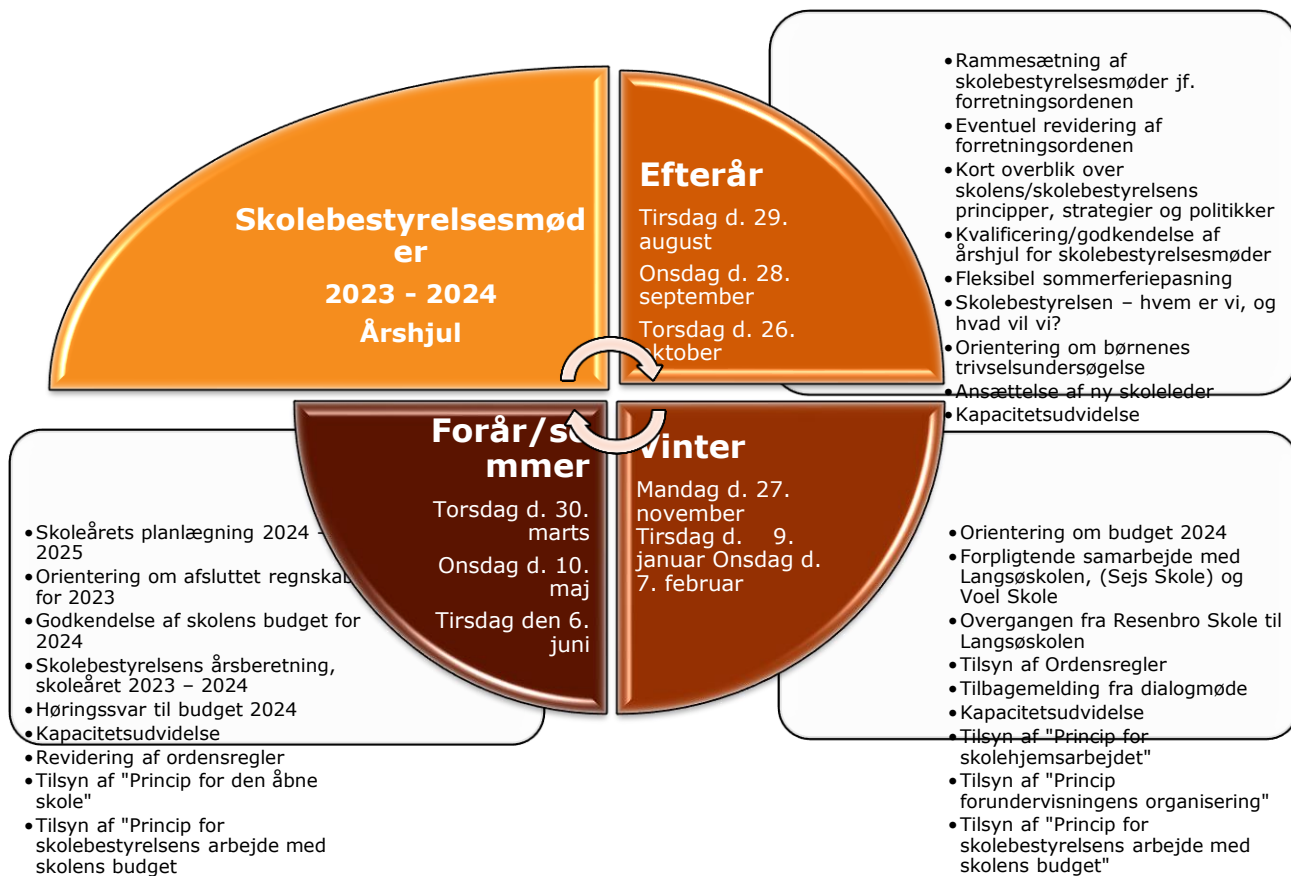 Skolebestyrelsesmød
er
2023 - 2024
Årshjul
Efterår
Tirsdag d. 29.
august
Onsdag d. 28.
september
Torsdag d. 26.
oktober
•Rammesætning af
skolebestyrelsesmøder jf.
forretningsordenen
•Eventuel revidering af
forretningsordenen
•Kort overblik over
skolens/skolebestyrelsens
principper, strategier og politikker
•Kvalificering/godkendelse af
årshjul for skolebestyrelsesmøder
•Fleksibel sommerferiepasning
•Skolebestyrelsen – hvem er vi, og
hvad vil vi?
•Orientering om børnenes
trivselsundersøgelse
•Ansættelse af ny skoleleder
•Kapacitetsudvidelse
Vinter
Mandag d. 27.
november
Tirsdag d. 9.
januar Onsdag d.
7. februar
•Orientering om budget 2024
•Forpligtende samarbejde med
Langsøskolen, (Sejs Skole) og
Voel Skole
•Overgangen fra Resenbro Skole til
Langsøskolen
•Tilsyn af Ordensregler
•Tilbagemelding fra dialogmøde
•Kapacitetsudvidelse
•Tilsyn af "Princip for
skolehjemsarbejdet"
•Tilsyn af "Princip
forundervisningens organisering"
•Tilsyn af "Princip for
skolebestyrelsens arbejde med
skolens budget"
Forår/so
mmer
Torsdag d. 30.
marts
Onsdag d. 10.
maj
Tirsdag den 6.
juni
•Skoleårets planlægning 2024 -
2025
•Orientering om afsluttet regnskab
for 2023
•Godkendelse af skolens budget for
2024
•Skolebestyrelsens årsberetning,
skoleåret 2023 – 2024
•Høringssvar til budget 2024
•Kapacitetsudvidelse
•Revidering af ordensregler
•Tilsyn af "Princip for den åbne
skole"
•Tilsyn af "Princip for
skolebestyrelsens arbejde med
skolens budget